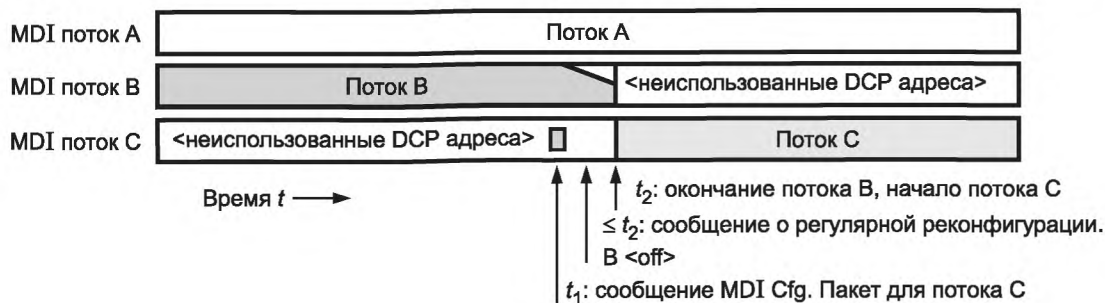 MDI поток A
Поток A
MDI поток B
Поток B
<неиспользованные DCP адреса>
MDI поток C
<неиспользованные DCP адреса>
Поток C
Время t
t2: окончание потока B, начало потока C
≤ t2: сообщение о регулярной реконфигурации.
B <off>
t1: сообщение MDI Cfg. Пакет для потока C